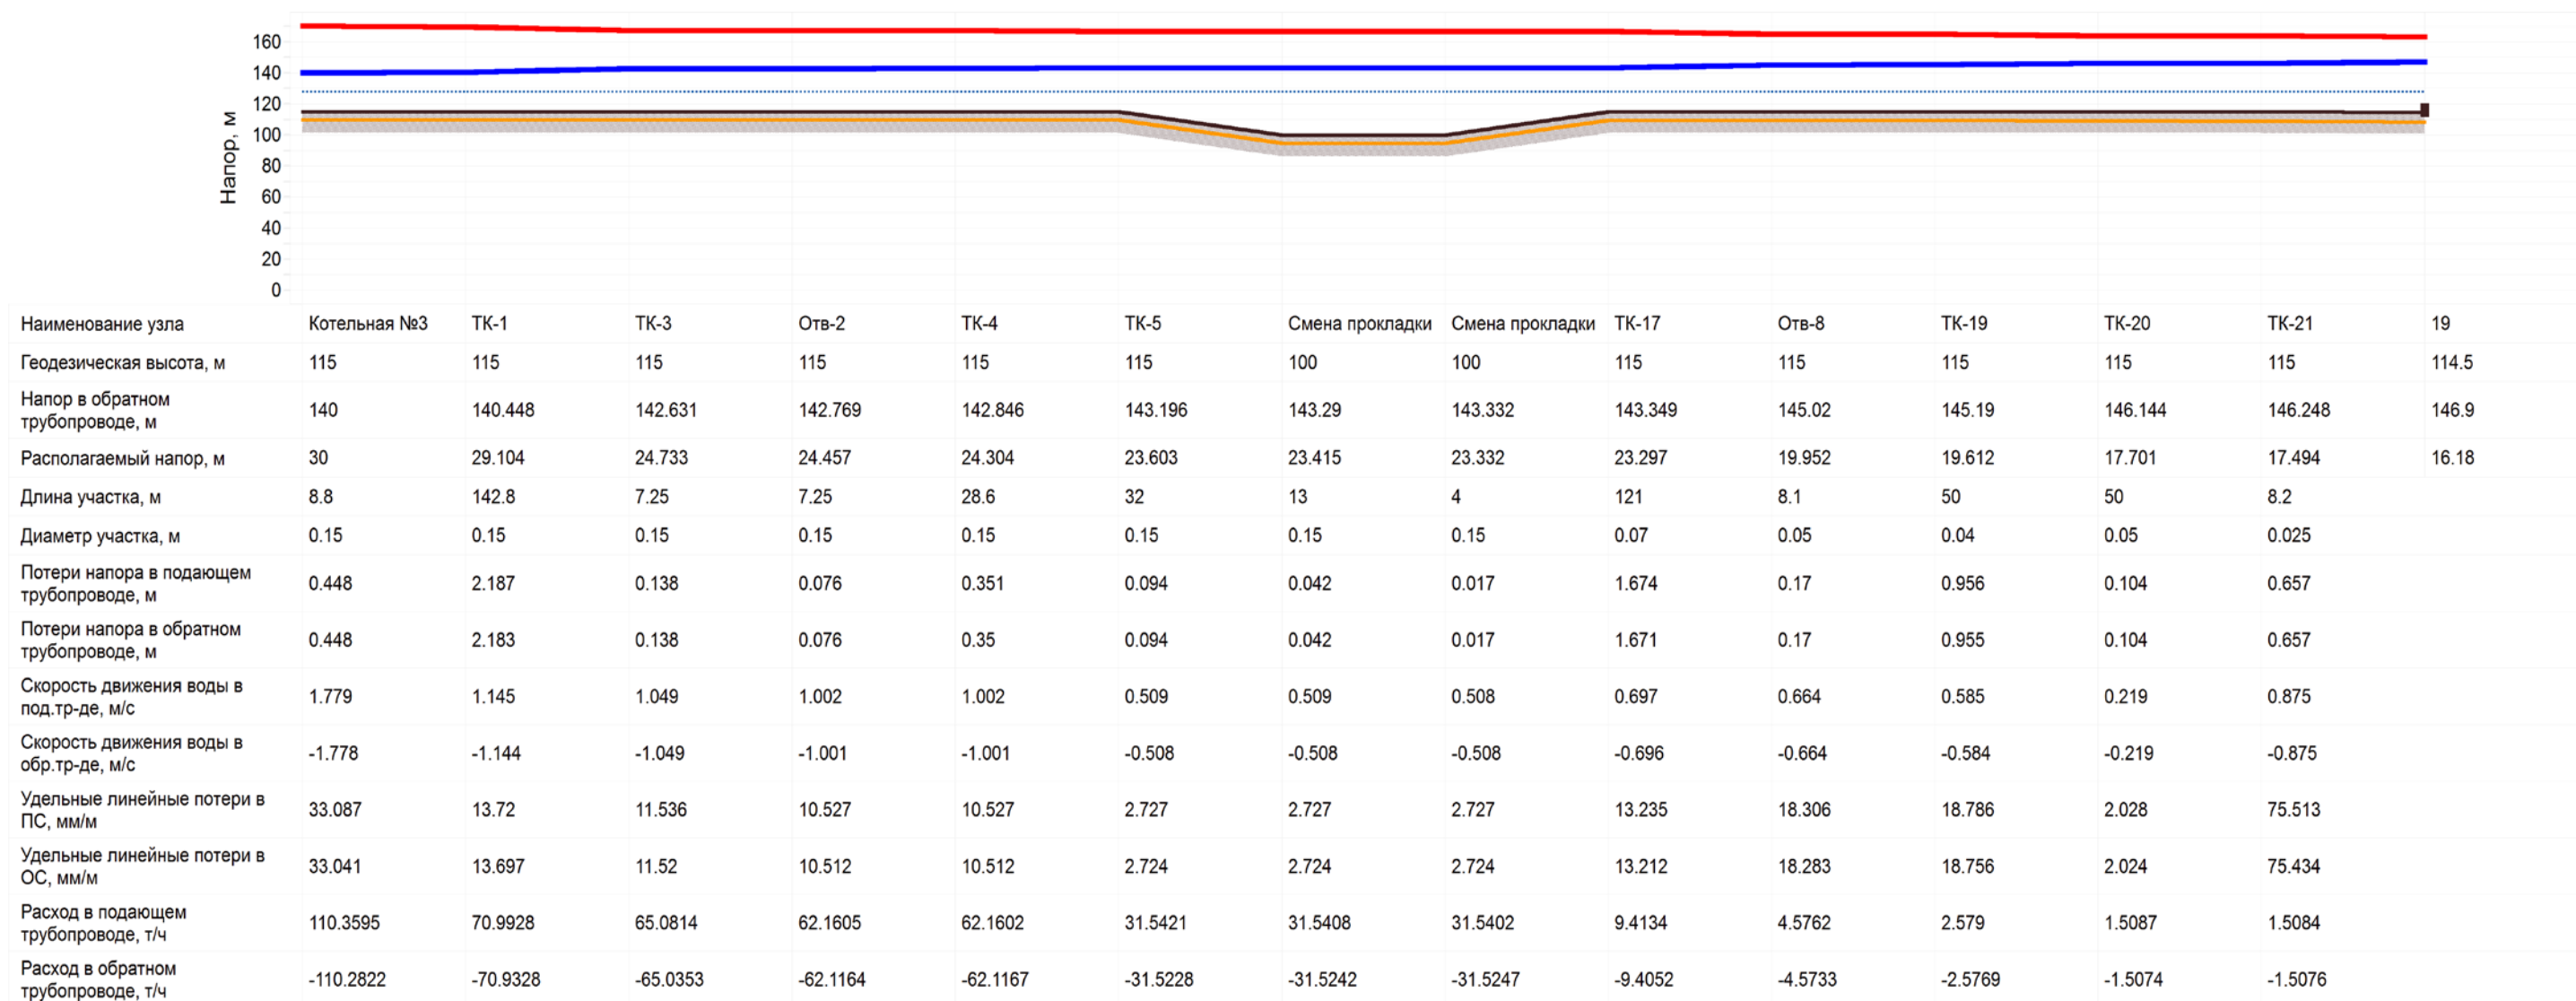 160
140
120
100
80
60
40
20
0
Напор, м
Наименование узла Котельная №3 ТК-1 ТК-3 Отв-2 ТК-4 ТК-5 Смена прокладки Смена прокладки ТК-17 Отв-8 ТК-19 ТК-20 ТК-21 19
Геодезическая высота, м 115 115 115 115 115 115 100 100 115 115 115 115 115 114.5
Напор в обратном
трубопроводе, м 140 140.448 142.631 142.769 142.846 143.196 143.29 143.332 143.349 145.02 145.19 146.144 146.248 146.9
Располагаемый напор, м 30 29.104 24.733 24.457 24.304 23.603 23.415 23.332 23.297 19.952 19.612 17.701 17.494 16.18
Длина участка, м 8.8 142.8 7.25 7.25 28.6 32 13 4 121 8.1 50 50 8.2
Диаметр участка, м 0.15 0.15 0.15 0.15 0.15 0.15 0.15 0.15 0.07 0.05 0.04 0.05 0.025
Потери напора в подающем
трубопроводе, м 0.448 2.187 0.138 0.076 0.351 0.094 0.042 0.017 1.674 0.17 0.956 0.104 0.657
Потери напора в обратном
трубопроводе, м 0.448 2.183 0.138 0.076 0.35 0.094 0.042 0.017 1.671 0.17 0.955 0.104 0.657
Скорость движения воды в
под.тр-де, м/с 1.779 1.145 1.049 1.002 1.002 0.509 0.509 0.508 0.697 0.664 0.585 0.219 0.875
Скорость движения воды в
обр.тр-де, м/с -1.778 -1.144 -1.049 -1.001 -1.001 -0.508 -0.508 -0.508 -0.696 -0.664 -0.584 -0.219 -0.875
Удельные линейные потери в
ПС, мм/м 33.087 13.72 11.536 10.527 10.527 2.727 2.727 2.727 13.235 18.306 18.786 2.028 75.513
Удельные линейные потери в
ОС, мм/м 33.041 13.697 11.52 10.512 10.512 2.724 2.724 2.724 13.212 18.283 18.756 2.024 75.434
Расход в подающем
трубопроводе, т/ч 110.3595 70.9928 65.0814 62.1605 62.1602 31.5421 31.5408 31.5402 9.4134 4.5762 2.579 1.5087 1.5084
Расход в обратном
трубопроводе, т/ч -110.2822 -70.9328 -65.0353 -62.1164 -62.1167 -31.5228 -31.5242 -31.5247 -9.4052 -4.5733 -2.5769 -1.5074 -1.5076